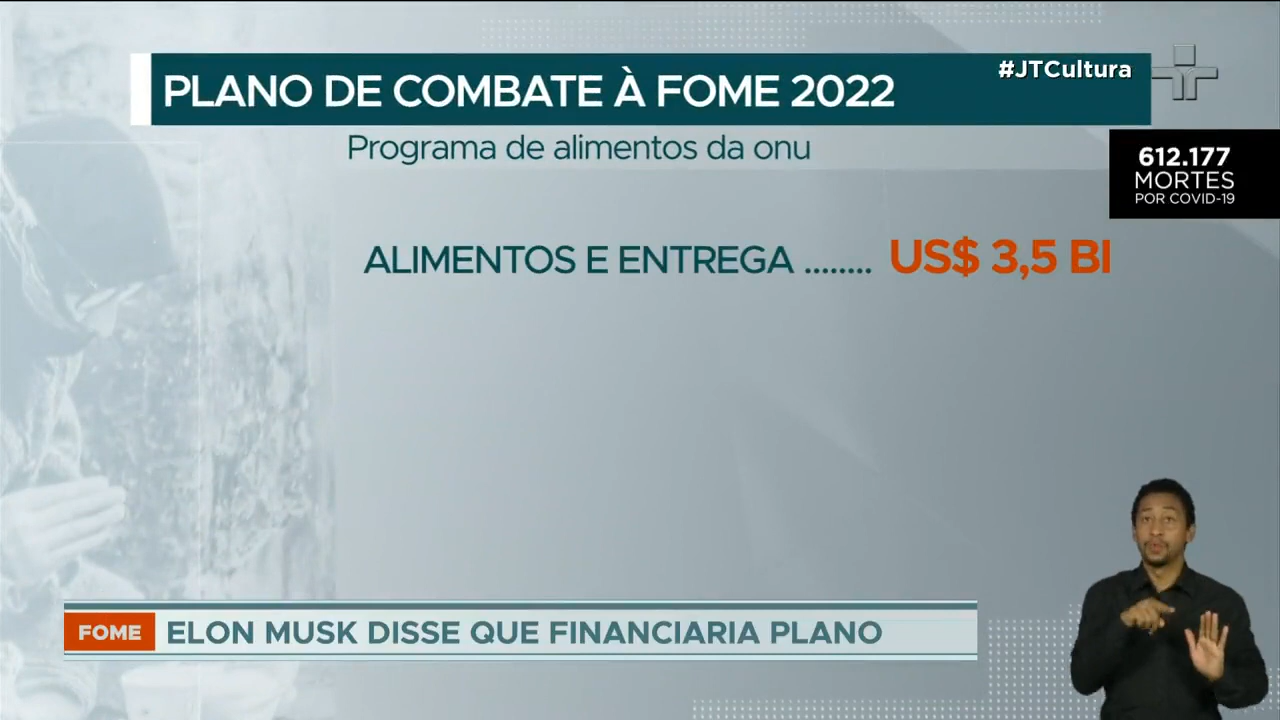 #JTCultura
PLANO DE COMBATE À FOME 2022
Programa de alimentos da onu
612.177
MORTES
POR COVID-19
ALIMENTOS E ENTREGA ........ US$ 3,5 BI
FOME ELON MUSK DISSE QUE FINANCIARIA PLANO